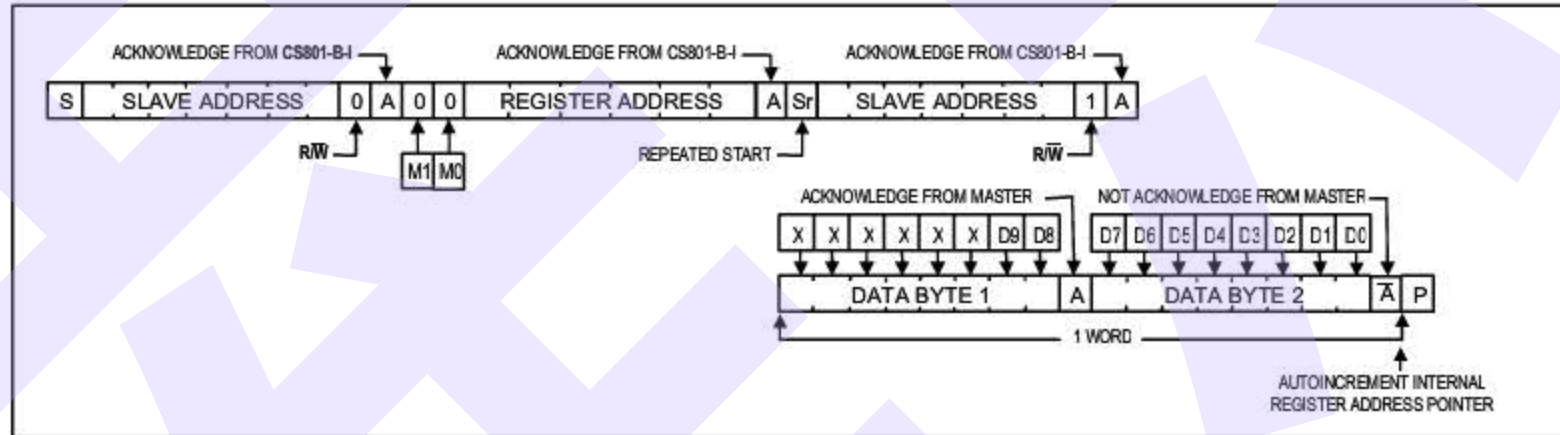 ACKNOWLEDGE FROM CS801-B-I ACKNOWLEDGE FROM CS801-B-I ACKNOWLEDGE FROM CS801-B-I
S SLAVE ADDRESS 0 A 0 0 REGISTER ADDRESS A Sr SLAVE ADDRESS 1 A
R/W̅ REPEATED START R/W̅
M1 M0
ACKNOWLEDGE FROM MASTER NOT ACKNOWLEDGE FROM MASTER
X X X X X X D9 D8 D7 D6 D5 D4 D3 D2 D1 D0
DATA BYTE 1 A DATA BYTE 2 A̅ P
1 WORD
AUTOINCREMENT INTERNAL
REGISTER ADDRESS POINTER